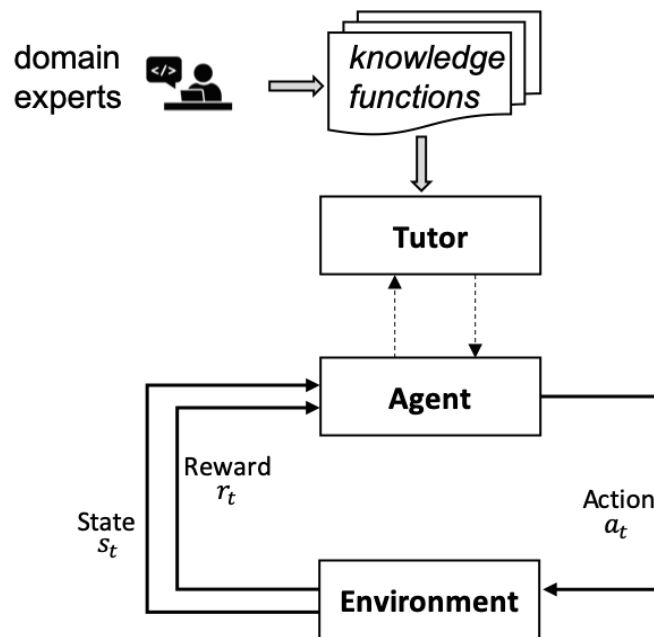 domain
experts
</>
knowledge
functions
Tutor
Agent
Reward
r_t
State
s_t
Action
a_t
Environment